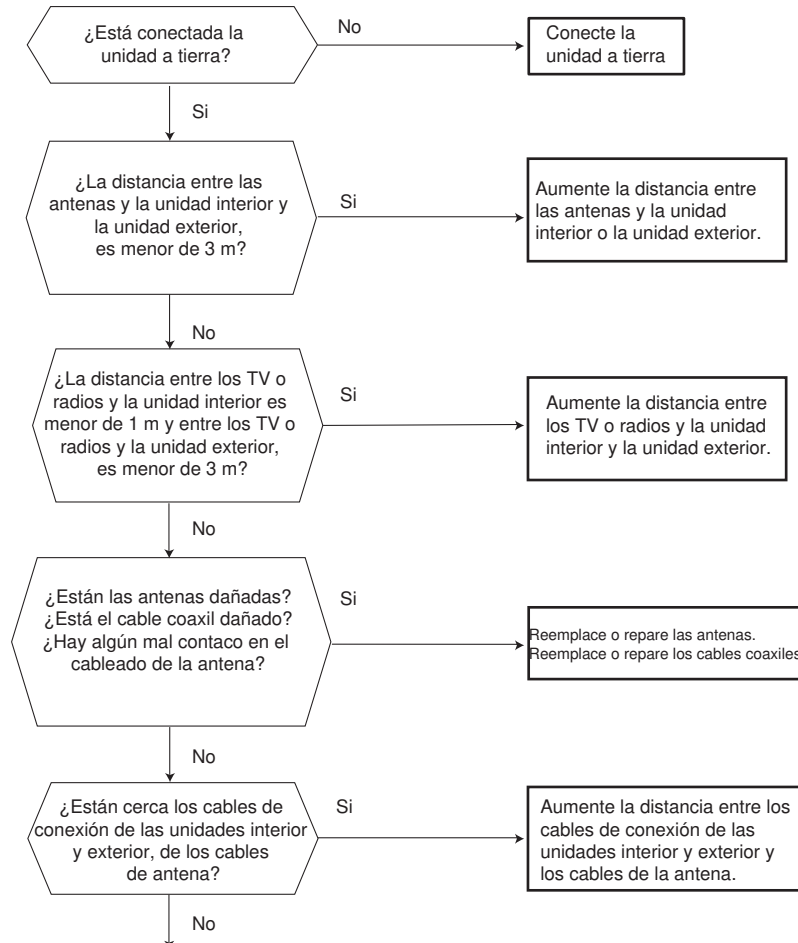 ¿Está conectada la
unidad a tierra?
No
Conecte la
unidad a tierra
Si
¿La distancia entre las
antenas y la unidad interior y
la unidad exterior,
es menor de 3 m?
Si
Aumente la distancia entre
las antenas y la unidad
interior o la unidad exterior.
No
¿La distancia entre los TV o
radios y la unidad interior es
menor de 1 m y entre los TV o
radios y la unidad exterior,
es menor de 3 m?
Si
Aumente la distancia entre
los TV o radios y la unidad
interior y la unidad exterior.
No
¿Están las antenas dañadas?
¿Está el cable coaxil dañado?
¿Hay algún mal contaco en el
cableado de la antena?
Si
Reemplace o repare las antenas.
Reemplace o repare los cables coaxiles
No
¿Están cerca los cables de
conexión de las unidades interior
y exterior, de los cables
de antena?
Si
Aumente la distancia entre los
cables de conexión de las
unidades interior y exterior y
los cables de la antena.
No